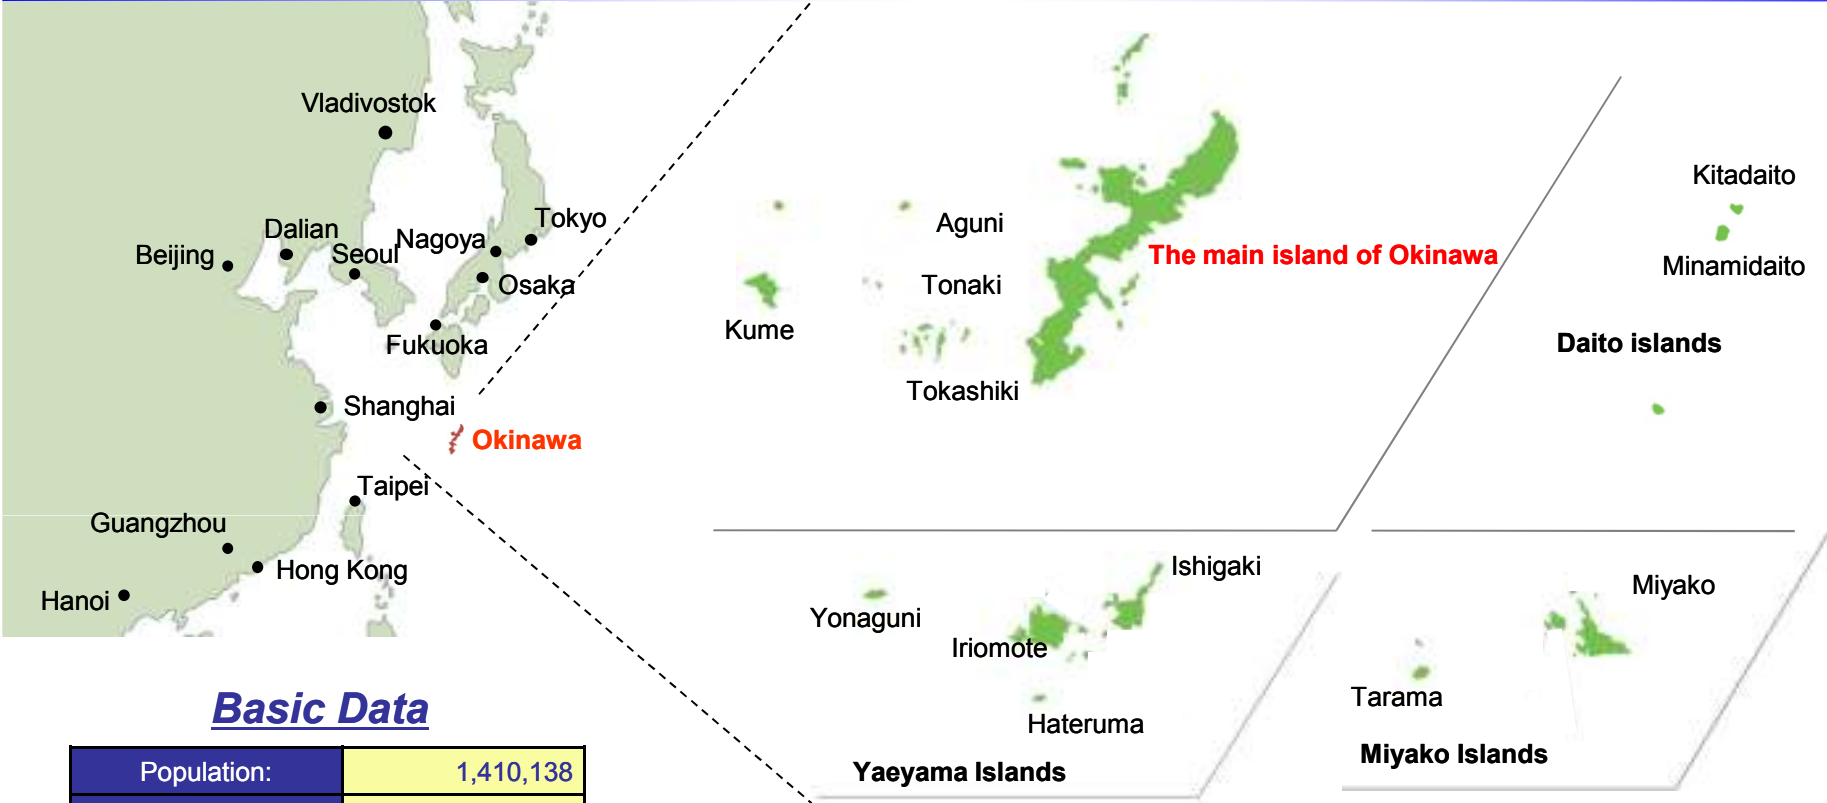 Vladivostok
Tokyo
Nagoya
Dalian
Seoul
Beijing
Osaka
Fukuoka
Shanghai
Okinawa
Taipei
Guangzhou
Hong Kong
Hanoi
Aguni
The main island of Okinawa
Tonaki
Kume
Tokashiki
Kitadaito
Minamidaito
Daito islands
Ishigaki
Yonaguni
Iriomote
Hateruma
Yaeyama Islands
Miyako
Tarama
Miyako Islands
Basic Data
Population: 1,410,138